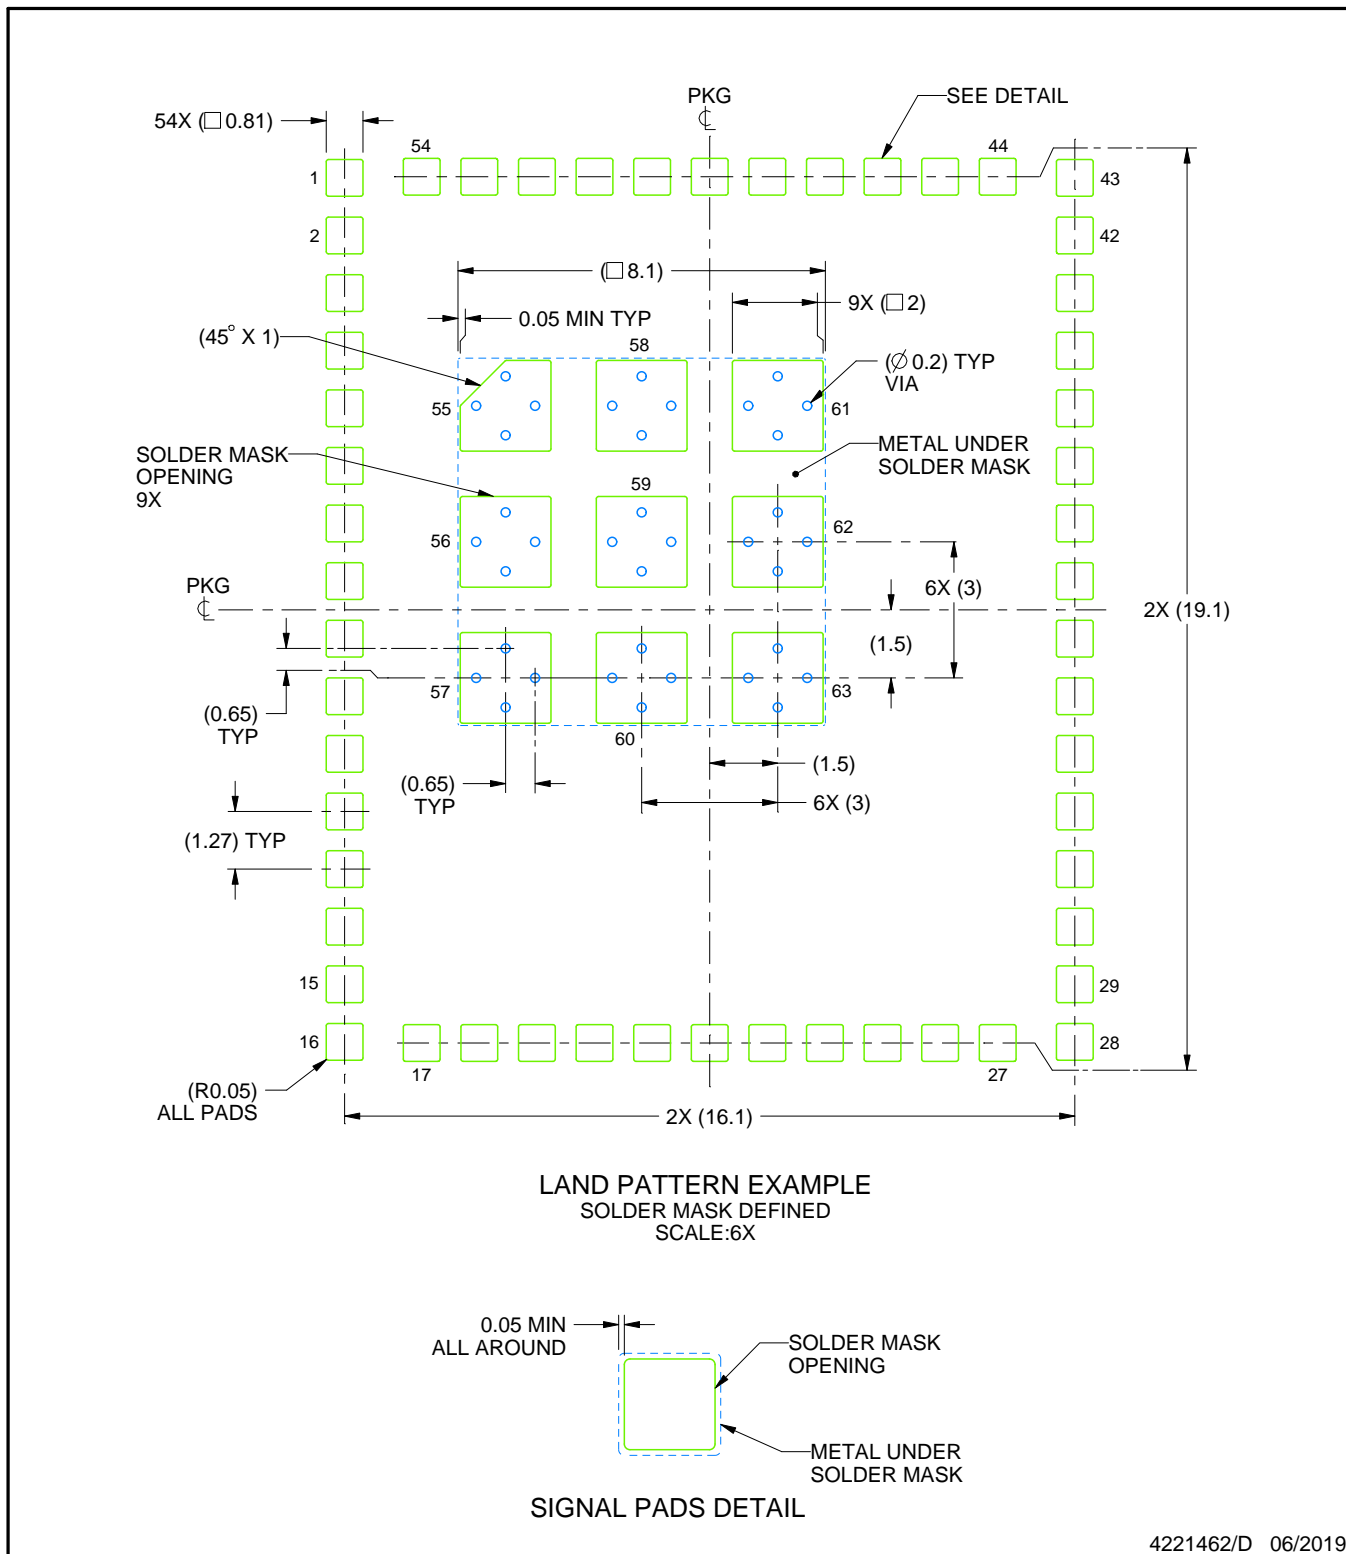 PKG
SEE DETAIL
54X (□ 0.81)
54
44
1
43
2
42
(□ 8.1)
9X (□ 2)
0.05 MIN TYP
(45° X 1)
58
(∅ 0.2) TYP
VIA
55
61
SOLDER MASK
OPENING
9X
METAL UNDER
SOLDER MASK
59
56
62
PKG
6X (3)
2X (19.1)
(1.5)
57
63
(0.65)
TYP
60
(1.5)
(0.65)
TYP
6X (3)
(1.27) TYP
15
29
16
28
17
27
(R0.05)
ALL PADS
2X (16.1)
LAND PATTERN EXAMPLE
SOLDER MASK DEFINED
SCALE:6X
0.05 MIN
ALL AROUND
SOLDER MASK
OPENING
METAL UNDER
SOLDER MASK
SIGNAL PADS DETAIL
4221462/D 06/2019